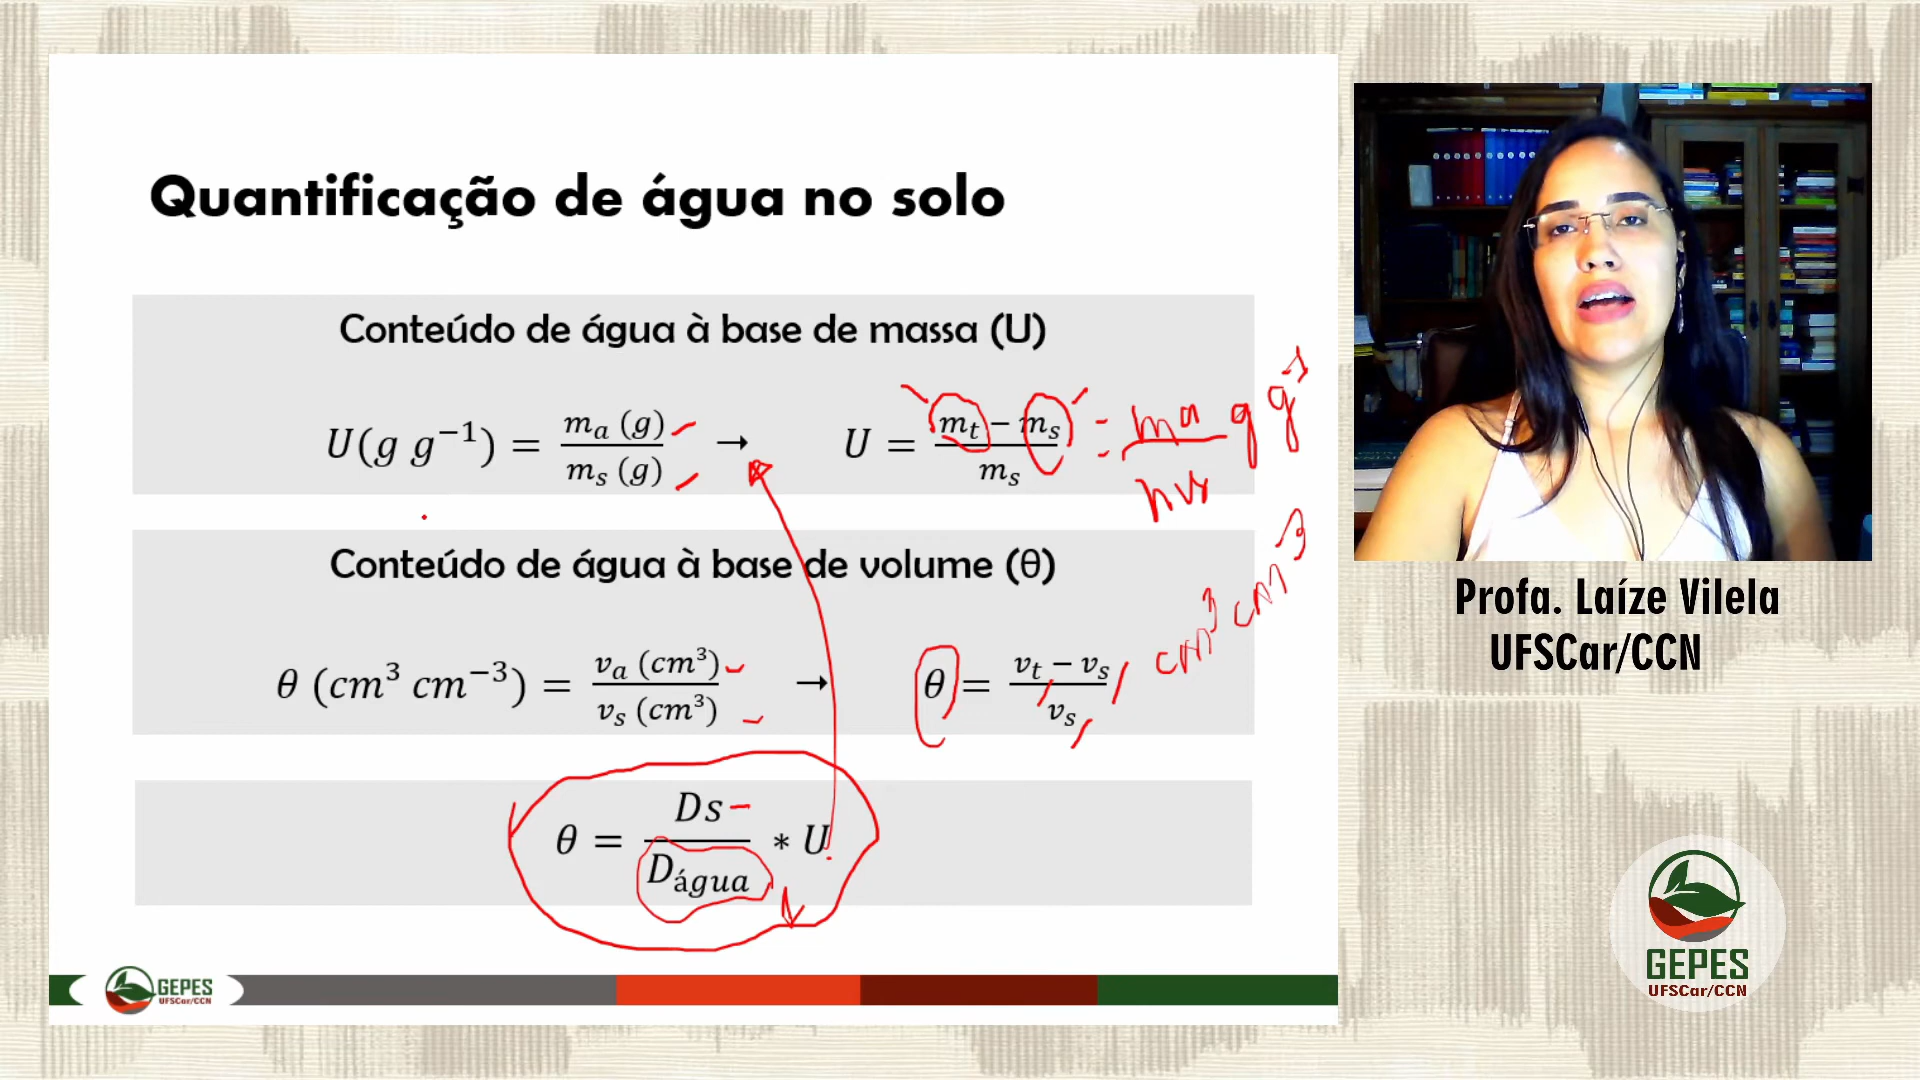 Quantificação de água no solo
Conteúdo de água à base de massa (U)
U(g g⁻¹) = mₐ (g) / mₛ (g) → U = (mₜ − mₛ) / mₛ = ma / ms g g⁻¹
Conteúdo de água à base de volume (θ)
θ (cm³ cm⁻³) = vₐ (cm³) / vₛ (cm³) → θ = (vₜ − vₛ) / vₛ cm³ cm⁻³
θ = Ds / Dágua * U
GEPES
UFSCar/CCN
Profa. Laíze Vilela
UFSCar/CCN
GEPES
UFSCar/CCN